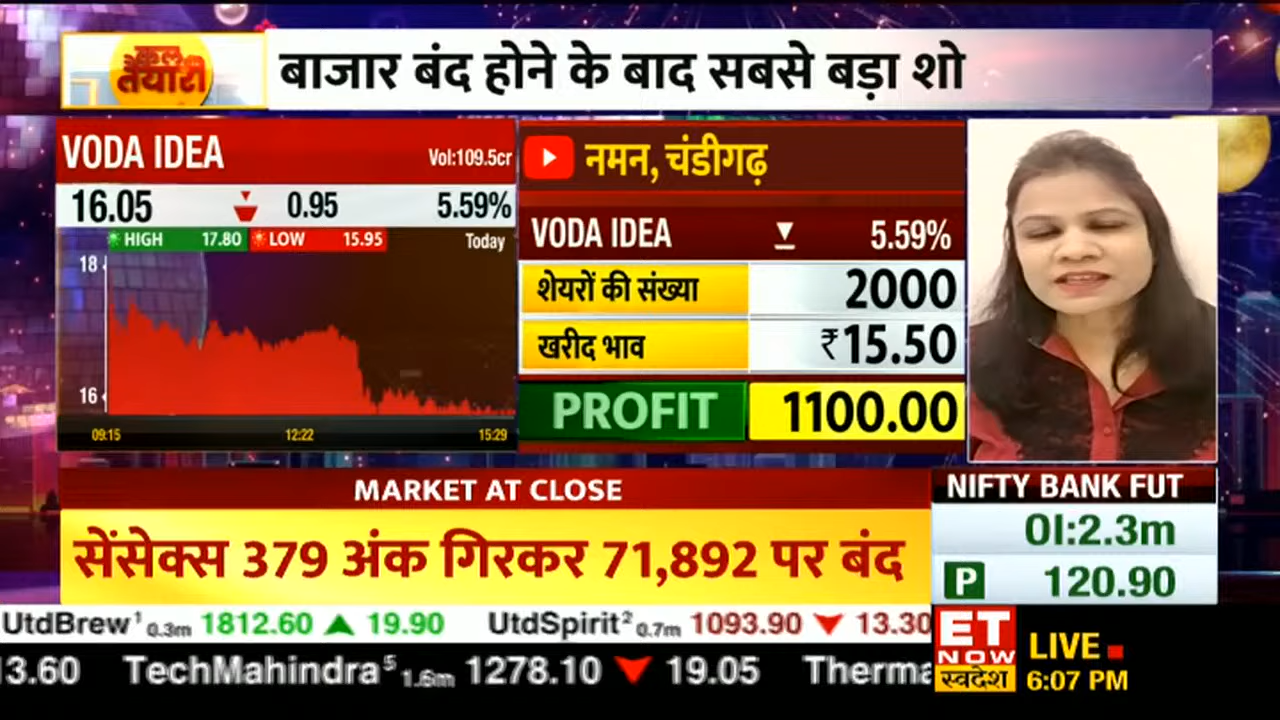 कल की तैयारी
बाजार बंद होने के बाद सबसे बड़ा शो
VODA IDEA Vol:109.5cr
16.05 0.95 5.59%
HIGH 17.80 LOW 15.95 Today
18
16
09:15 12:22 15:29
नमन, चंडीगढ़
VODA IDEA 5.59%
शेयरों की संख्या 2000
खरीद भाव ₹15.50
PROFIT 1100.00
MARKET AT CLOSE
सेंसेक्स 379 अंक गिरकर 71,892 पर बंद
NIFTY BANK FUT
OI:2.3m
P 120.90
UtdBrew¹ 0.3m 1812.60 ▲ 19.90 UtdSpirit² 0.7m 1093.90 ▼ 13.30
13.60 TechMahindra⁵ 1.6m 1278.10 ▼ 19.05 Therma
ET NOW स्वदेश
LIVE
6:07 PM